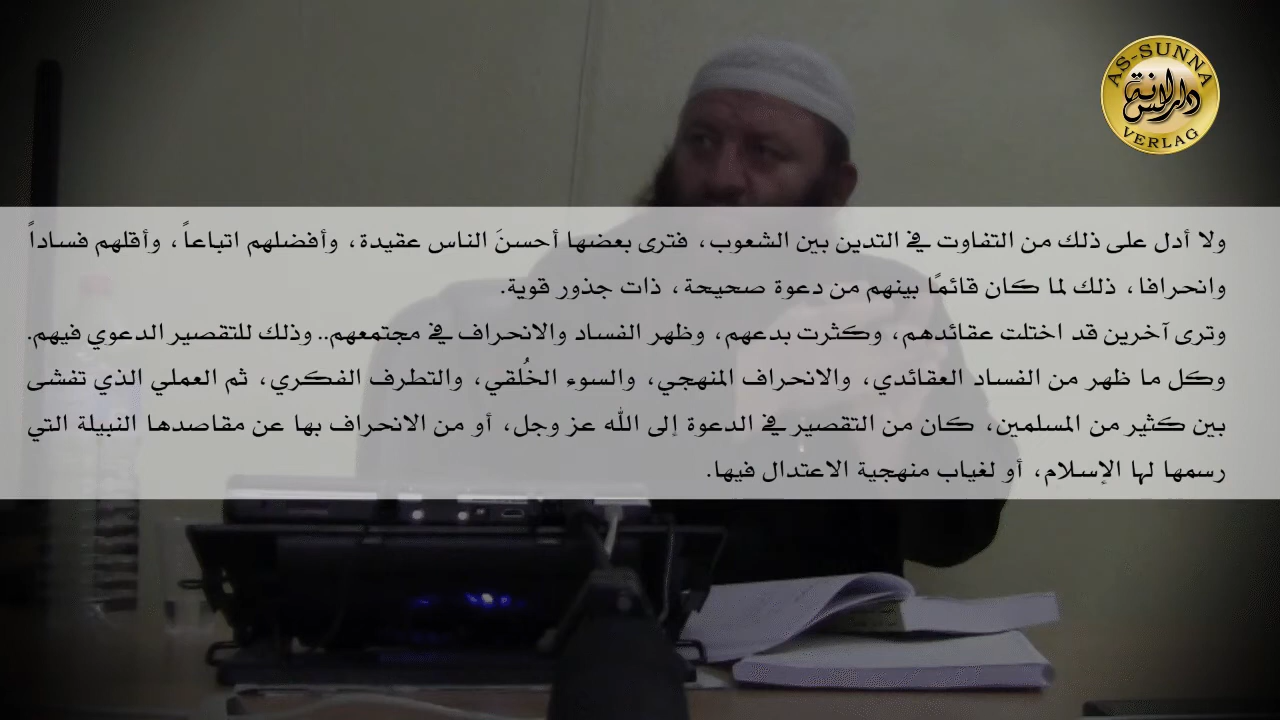 AS-SUNNA
دار السنة
VERLAG
ولا أدل على ذلك من التفاوت في التدين بين الشعوب، فترى بعضها أحسنَ الناس عقيدة، وأفضلهم اتباعاً، وأقلهم فساداً
وانحرافا، ذلك لما كان قائمًا بينهم من دعوة صحيحة، ذات جذور قوية.
وترى آخرين قد اختلت عقائدهم، وكثرت بدعهم، وظهر الفساد والانحراف في مجتمعهم.. وذلك للتقصير الدعوي فيهم.
وكل ما ظهر من الفساد العقائدي، والانحراف المنهجي، والسوء الخُلقي، والتطرف الفكري، ثم العملي الذي تفشى
بين كثير من المسلمين، كان من التقصير في الدعوة إلى الله عز وجل، أو من الانحراف بها عن مقاصدها النبيلة التي
رسمها لها الإسلام، أو لغياب منهجية الاعتدال فيها.